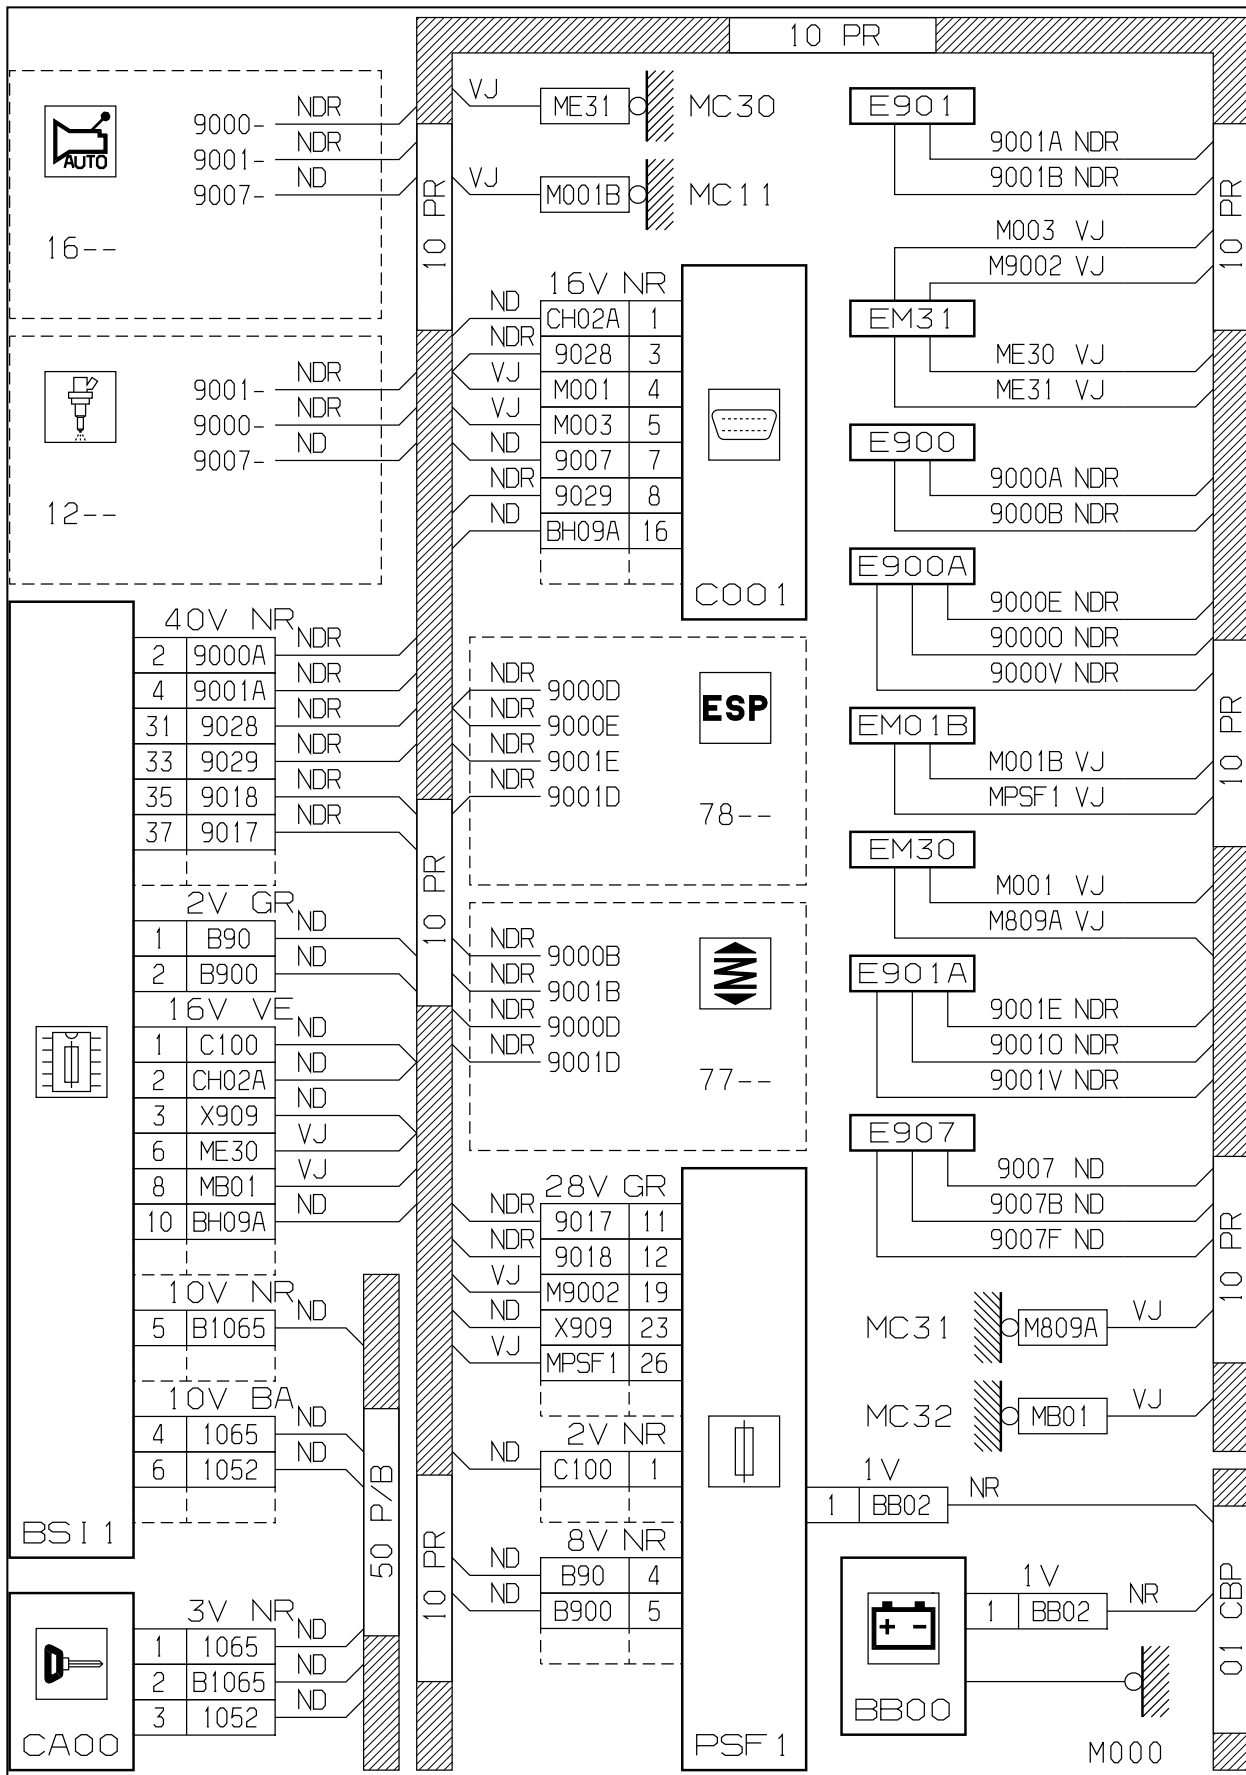 10 PR
NDR
9000-
NDR
9001-
ND
9007-
AUTO
16--
10 PR
NDR
9001-
NDR
9000-
ND
9007-
12--
VJ
ME31
MC30
VJ
M001B
MC11
16V NR
ND CH02A 1
NDR 9028 3
VJ M001 4
VJ M003 5
ND 9007 7
NDR 9029 8
ND BH09A 16
C001
E901
9001A NDR
9001B NDR
10 PR
M003 VJ
M9002 VJ
EM31
ME30 VJ
ME31 VJ
E900
9000A NDR
9000B NDR
E900A
9000E NDR
9000O NDR
9000V NDR
10 PR
EM01B
M001B VJ
MPSF1 VJ
EM30
M001 VJ
M809A VJ
E901A
9001E NDR
9001O NDR
9001V NDR
E907
9007 ND
9007B ND
9007F ND
10 PR
MC31
M809A
VJ
MC32
MB01
VJ
40V NR
2 9000A NDR
4 9001A NDR
31 9028 NDR
33 9029 NDR
35 9018 NDR
37 9017 NDR
2V GR
1 B90 ND
2 B900 ND
16V VE
1 C100 ND
2 CH02A ND
3 X909 ND
6 ME30 VJ
8 MB01 VJ
10 BH09A ND
10V NR
5 B1065 ND
10V BA
4 1065 ND
6 1052 ND
BSI1
50 P/B
10 PR
3V NR
1 1065 ND
2 B1065 ND
3 1052 ND
CA00
NDR 9000D
NDR 9000E
NDR 9001E
NDR 9001D
ESP
78--
NDR 9000B
NDR 9001B
NDR 9000D
NDR 9001D
77--
28V GR
NDR 9017 11
NDR 9018 12
VJ M9002 19
ND X909 23
VJ MPSF1 26
2V NR
ND C100 1
8V NR
ND B90 4
ND B900 5
10 PR
PSF1
1V
1 BB02 NR
1V
1 BB02 NR
+ -
BB00
M000
01 CBP